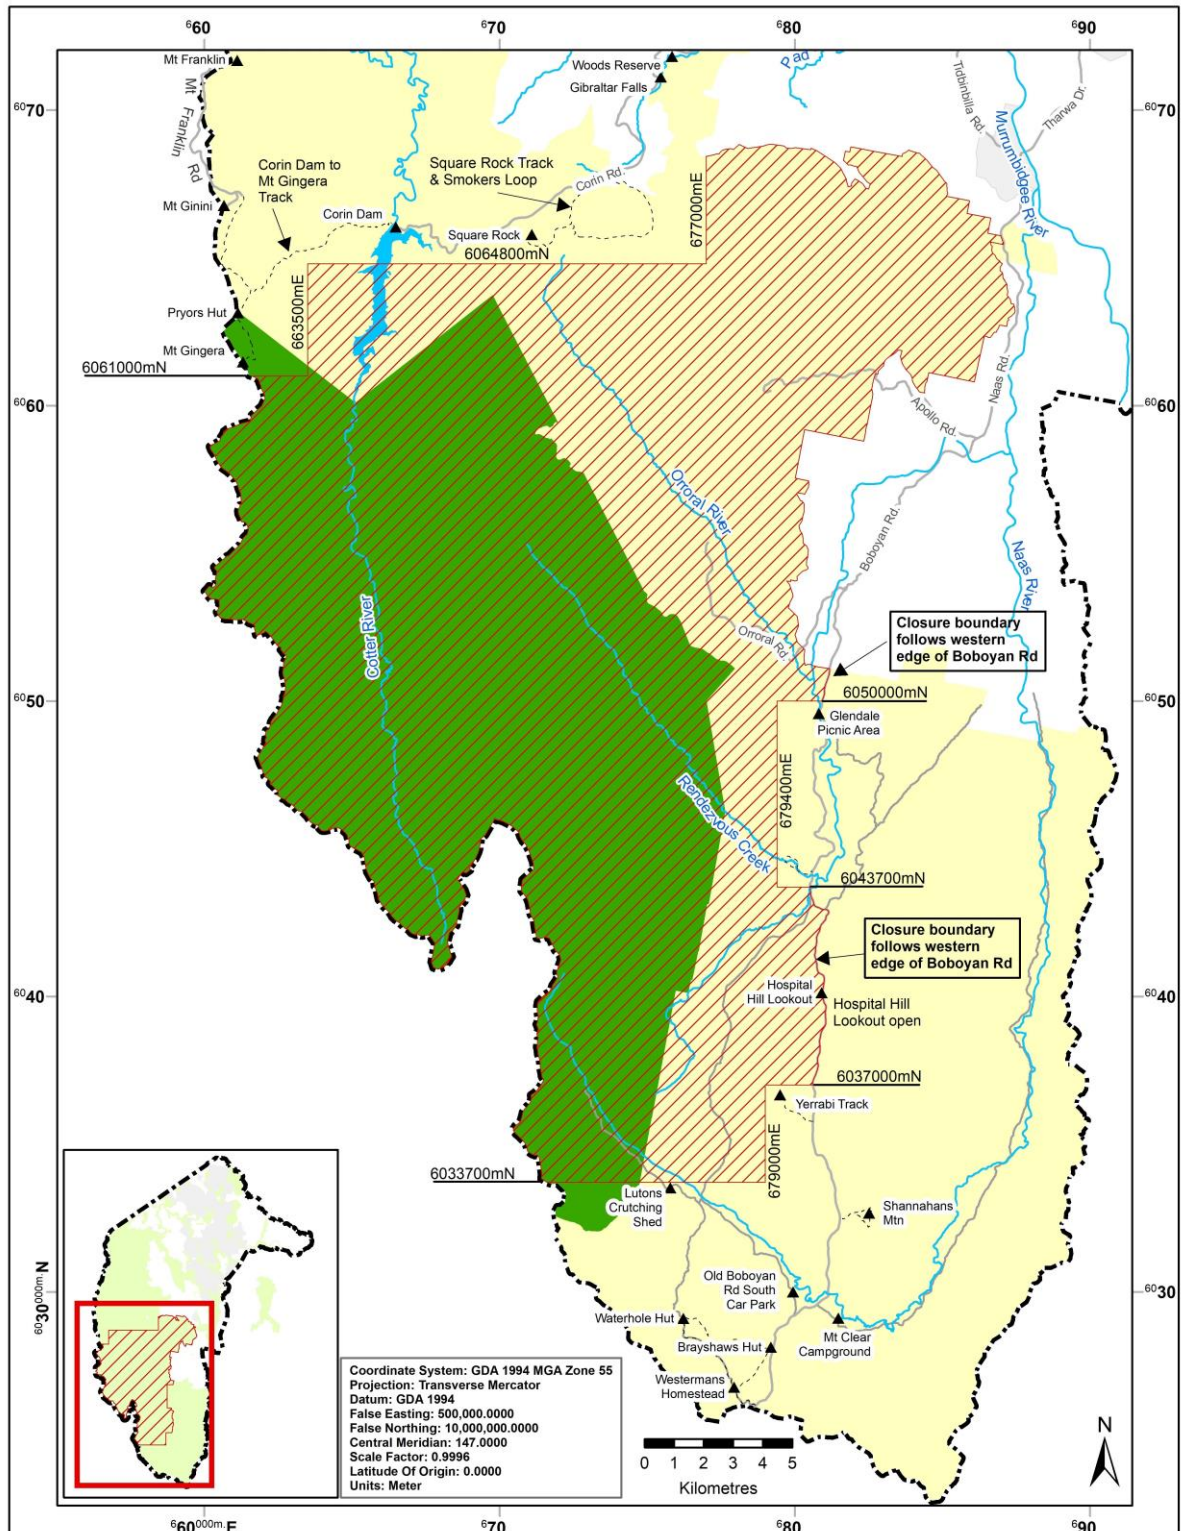 660
670
680
690
Mt Franklin
Woods Reserve
Gibraltar Falls
Pad
Tidbinbilla Rd.
Tharwa Dr.
6070
6070
Mt Franklin Rd
Murrumbidgee River
Corin Dam to
Mt Gingera
Track
Square Rock Track
& Smokers Loop
Corin Rd.
Mt Ginini
Corin Dam
Square Rock
677000mE
6064800mN
663500mE
Pryors Hut
Mt Gingera
6061000mN
Naas Rd.
6060
6060
Apollo Rd.
Orroral River
Boboyan Rd.
Naas River
Cotter River
Orroral Rd.
Closure boundary
follows western
edge of Boboyan Rd
6050
6050000mN
6050
Glendale
Picnic Area
679400mE
Rendezvous Creek
6043700mN
Closure boundary
follows western
edge of Boboyan Rd
6040
Hospital
Hill Lookout
Hospital Hill
Lookout open
6040
6037000mN
Yerrabi Track
679000mE
6033700mN
Lutons
Crutching
Shed
Shannahans
Mtn
Old Boboyan
Rd South
Car Park
6030000m.N
6030
Waterhole Hut
Mt Clear
Campground
Brayshaws Hut
Westermans
Homestead
Coordinate System: GDA 1994 MGA Zone 55
Projection: Transverse Mercator
Datum: GDA 1994
False Easting: 500,000.0000
False Northing: 10,000,000.0000
Central Meridian: 147.0000
Scale Factor: 0.9996
Latitude Of Origin: 0.0000
Units: Meter
0 1 2 3 4 5
Kilometres
N
660000m.E
670
680
690